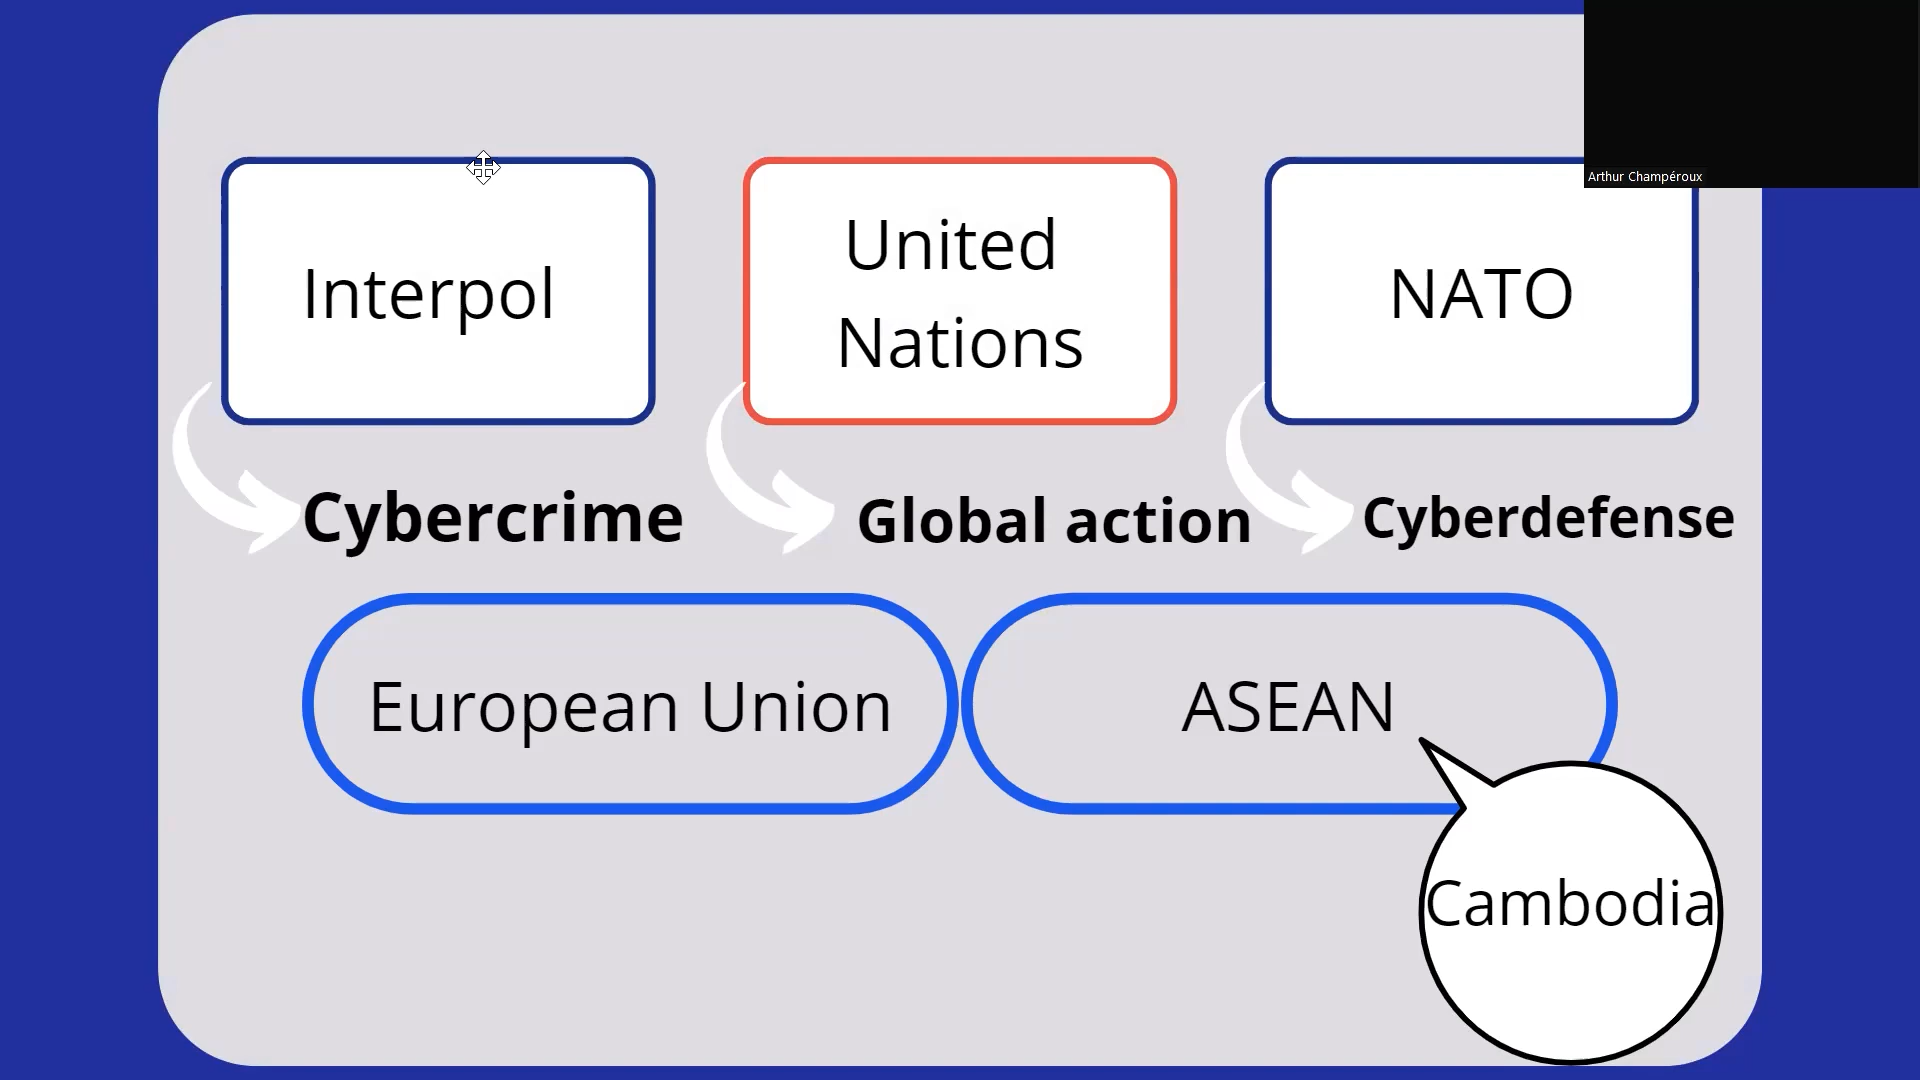 Arthur Champéroux
Interpol
United
Nations
NATO
Cybercrime
Global action
Cyberdefense
European Union
ASEAN
Cambodia